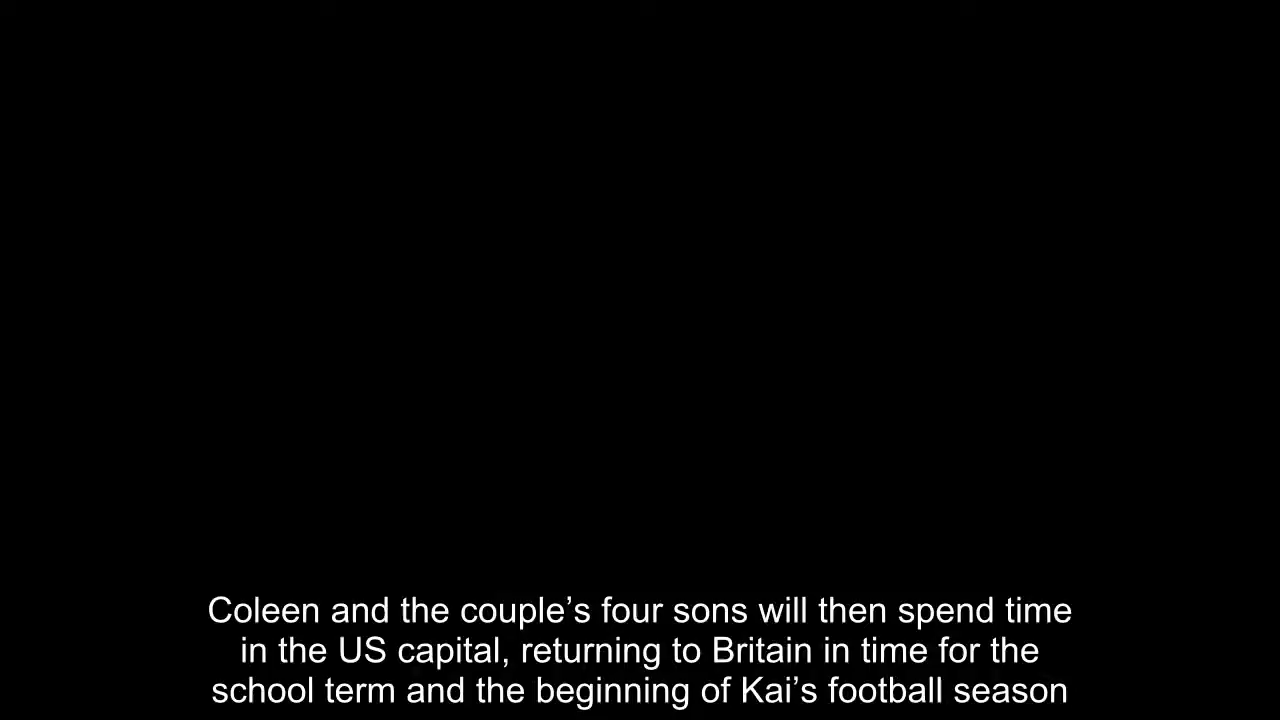 Coleen and the couple’s four sons will then spend time
in the US capital, returning to Britain in time for the
school term and the beginning of Kai’s football season